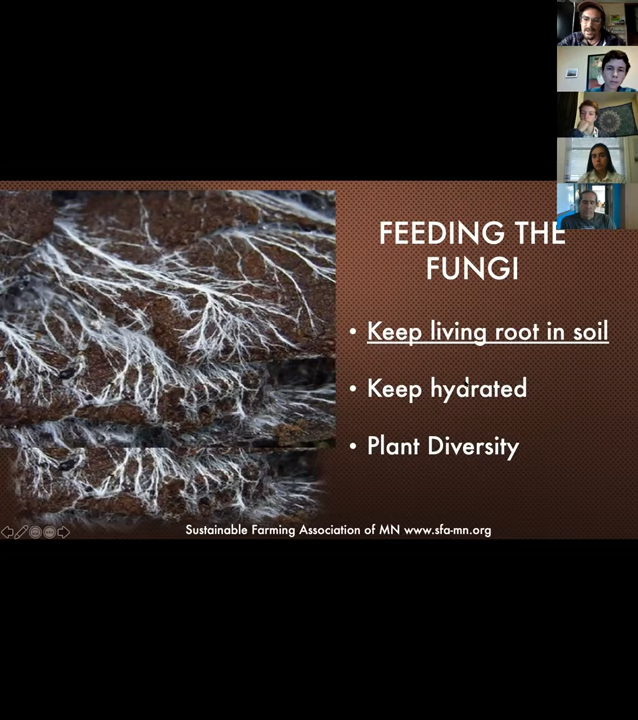 FEEDING THE
FUNGI
• Keep living root in soil
• Keep hydrated
• Plant Diversity
Sustainable Farming Association of MN www.sfa-mn.org